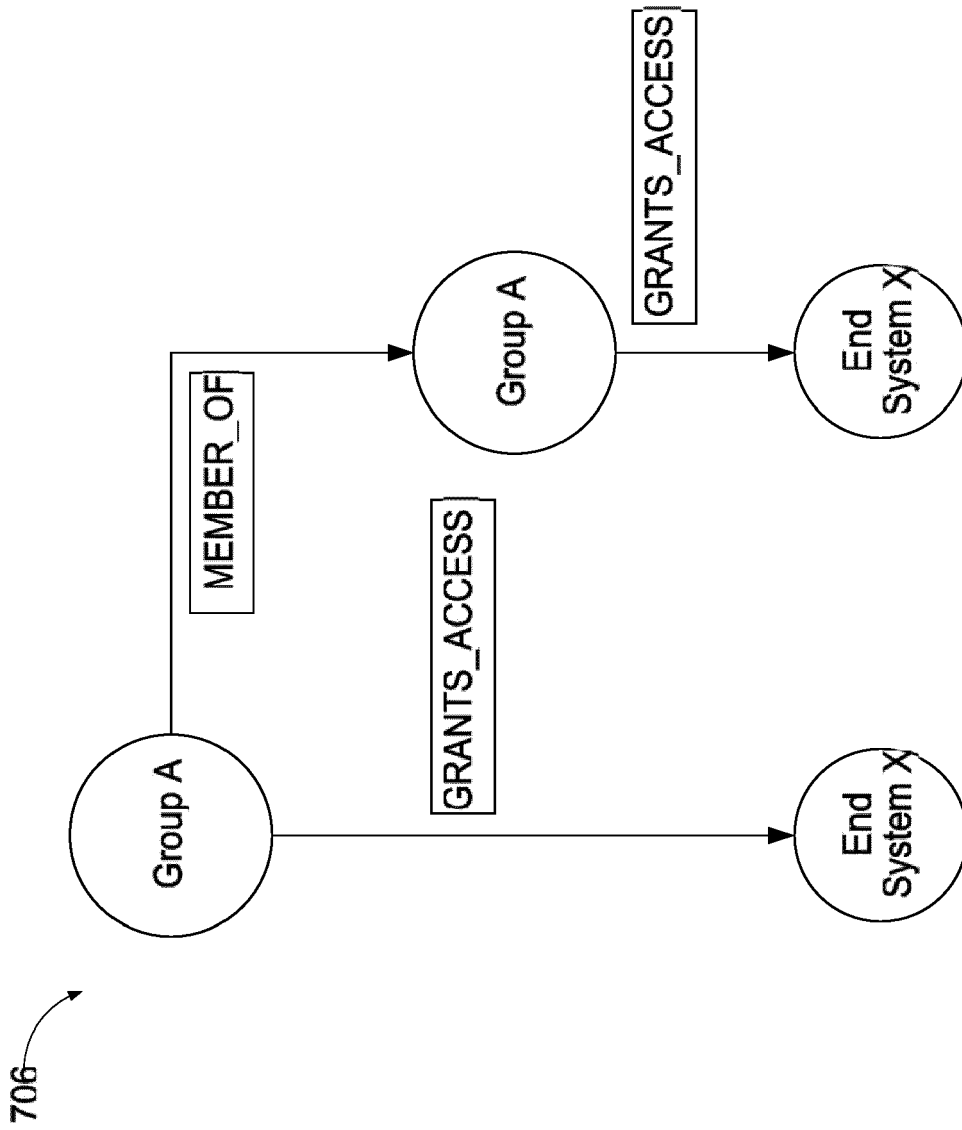 706
Group A
MEMBER_OF
GRANTS_ACCESS
Group A
GRANTS_ACCESS
End
System X
End
System X